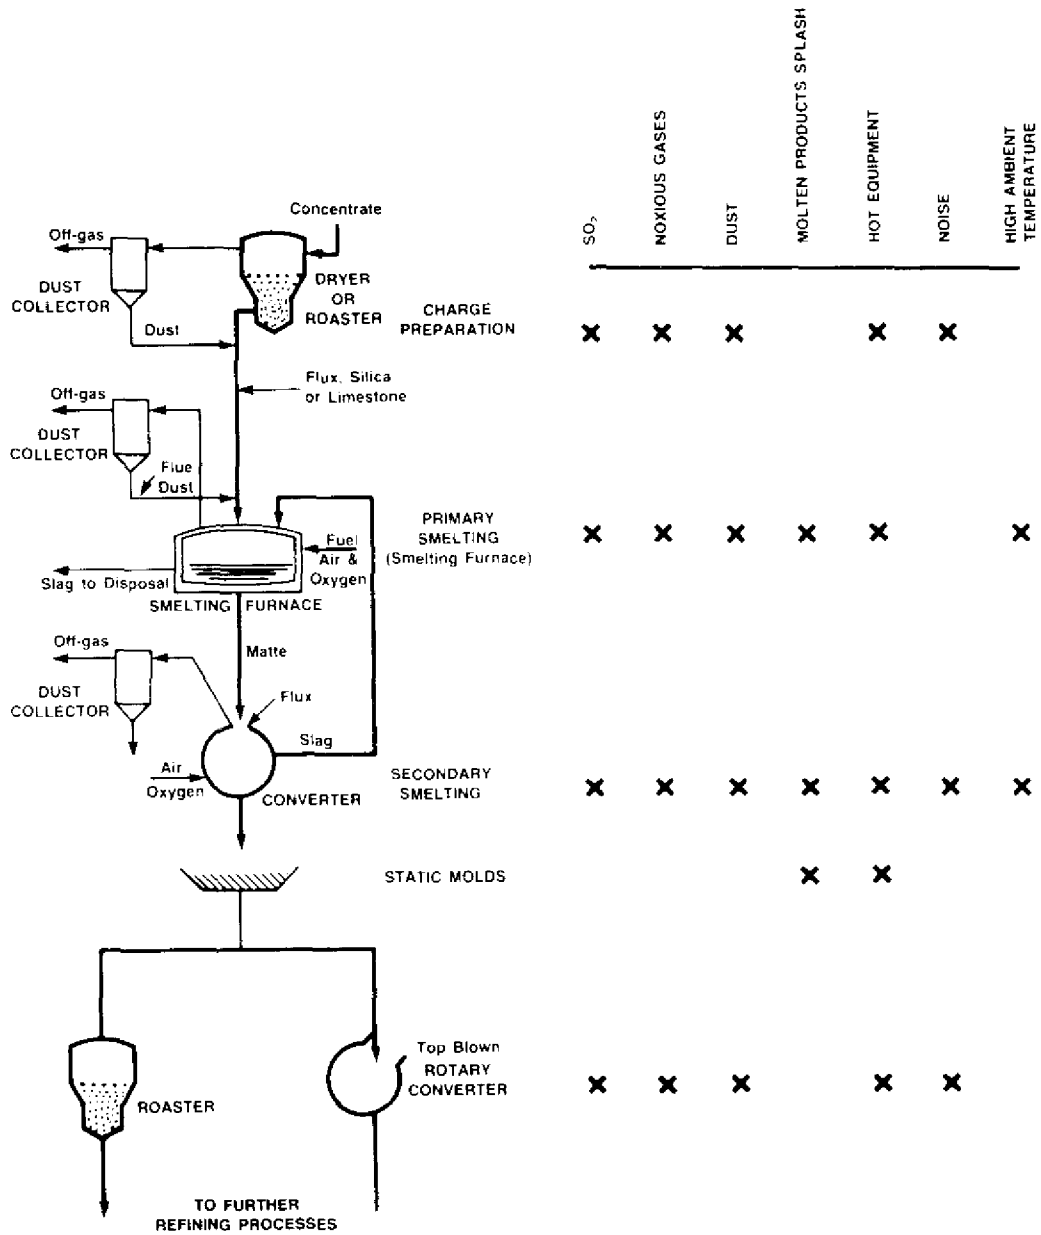 SO₂
NOXIOUS GASES
DUST
MOLTEN PRODUCTS SPLASH
HOT EQUIPMENT
NOISE
HIGH AMBIENT
TEMPERATURE
Concentrate
Off-gas
DUST
COLLECTOR
Dust
DRYER
OR
ROASTER
CHARGE
PREPARATION
X X X X X
Flux, Silica
or Limestone
Off-gas
DUST
COLLECTOR
Flue
Dust
PRIMARY
SMELTING
(Smelting Furnace)
X X X X X X
Fuel
Air &
Oxygen
Slag to Disposal
SMELTING FURNACE
Matte
Off-gas
DUST
COLLECTOR
Flux
Slag
Air
Oxygen
CONVERTER
SECONDARY
SMELTING
X X X X X X X
STATIC MOLDS
X X
Top Blown
ROTARY
CONVERTER
X X X X X
ROASTER
TO FURTHER
REFINING PROCESSES